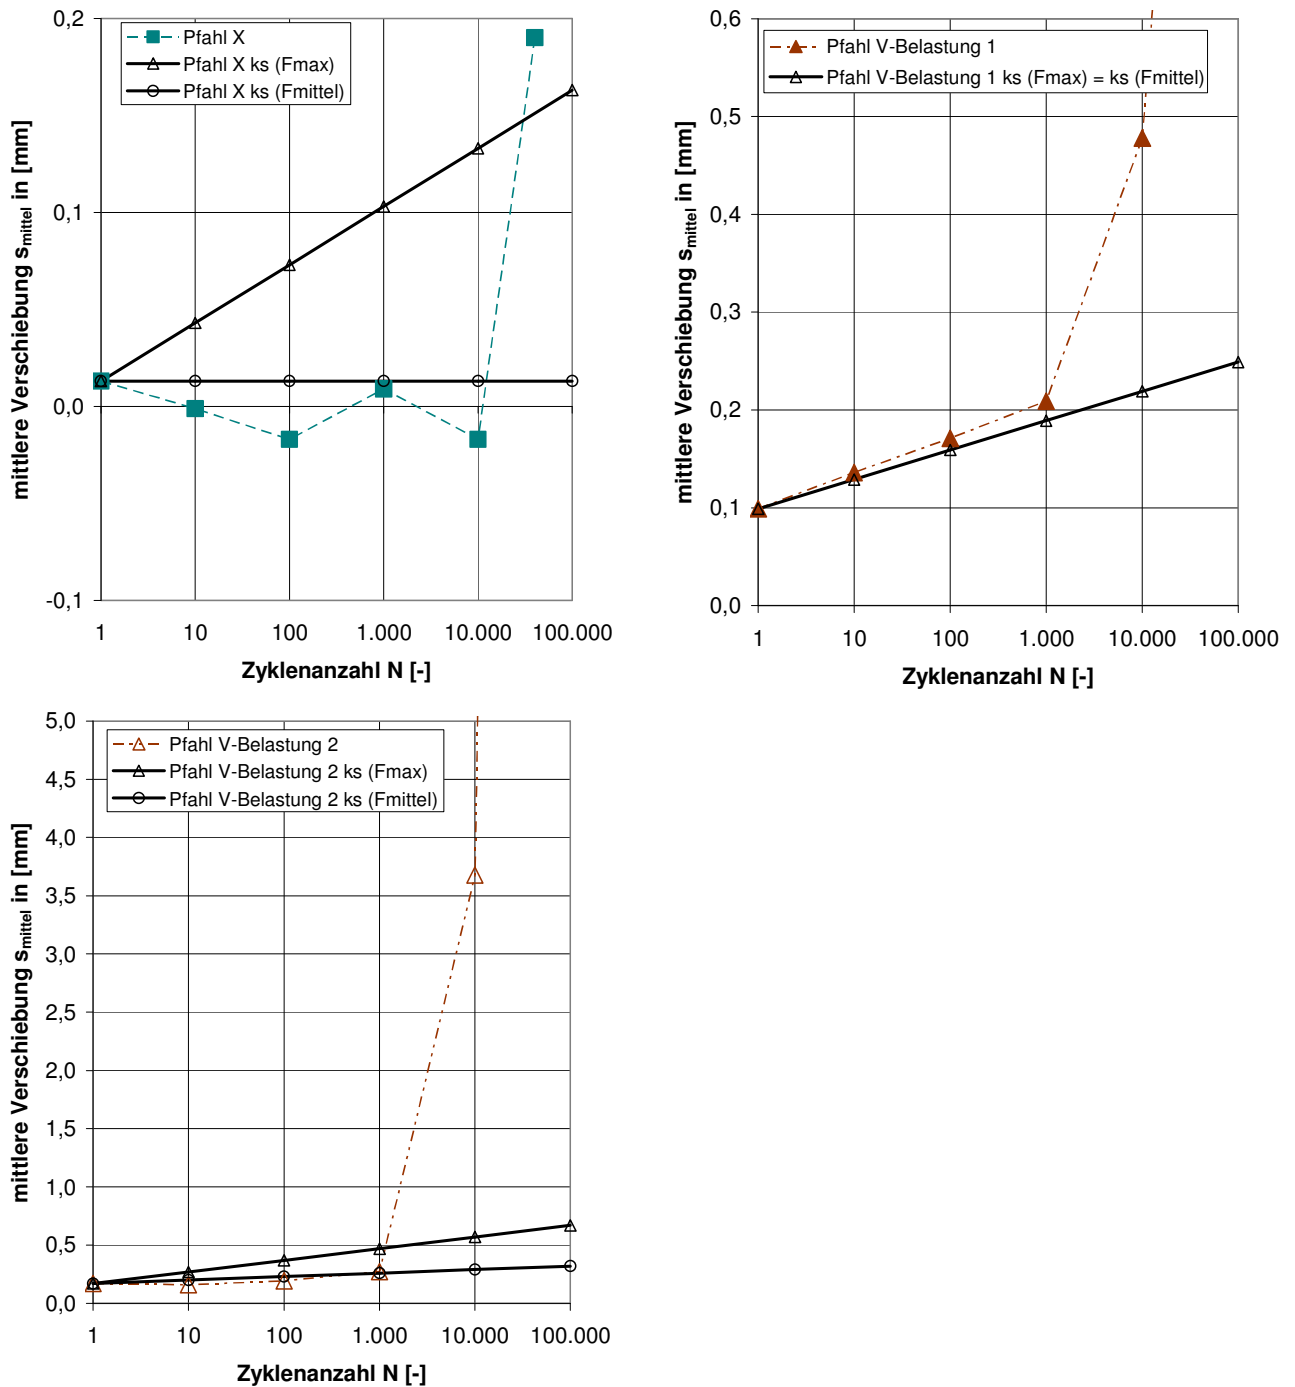 0,2
0,1
0,0
-0,1
mittlere Verschiebung smittel in [mm]
Pfahl X
Pfahl X ks (Fmax)
Pfahl X ks (Fmittel)
1 10 100 1.000 10.000 100.000
Zyklenanzahl N [-]
0,6
0,5
0,4
0,3
0,2
0,1
0,0
mittlere Verschiebung smittel in [mm]
Pfahl V-Belastung 1
Pfahl V-Belastung 1 ks (Fmax) = ks (Fmittel)
1 10 100 1.000 10.000 100.000
Zyklenanzahl N [-]
5,0
4,5
4,0
3,5
3,0
2,5
2,0
1,5
1,0
0,5
0,0
mittlere Verschiebung smittel in [mm]
Pfahl V-Belastung 2
Pfahl V-Belastung 2 ks (Fmax)
Pfahl V-Belastung 2 ks (Fmittel)
1 10 100 1.000 10.000 100.000
Zyklenanzahl N [-]